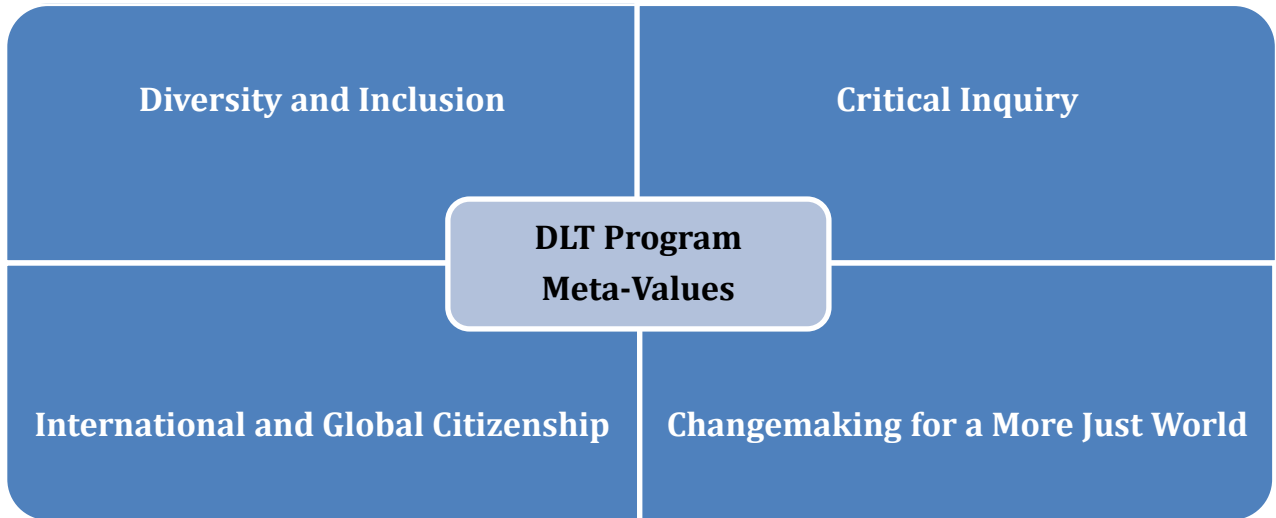 Diversity and Inclusion
Critical Inquiry
DLT Program
Meta-Values
International and Global Citizenship
Changemaking for a More Just World